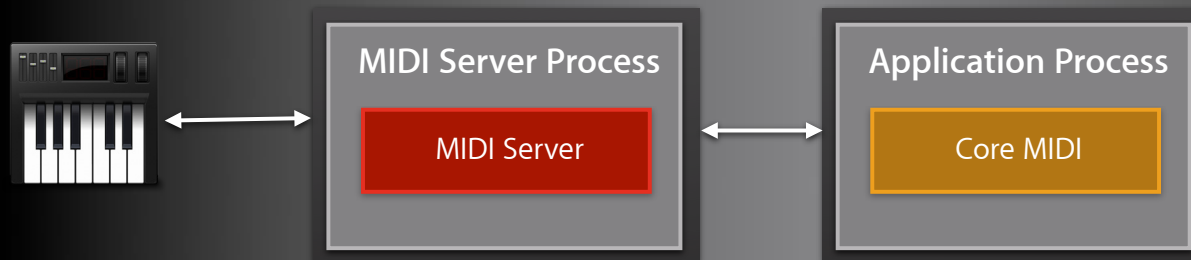 MIDI Server Process
MIDI Server
Application Process
Core MIDI